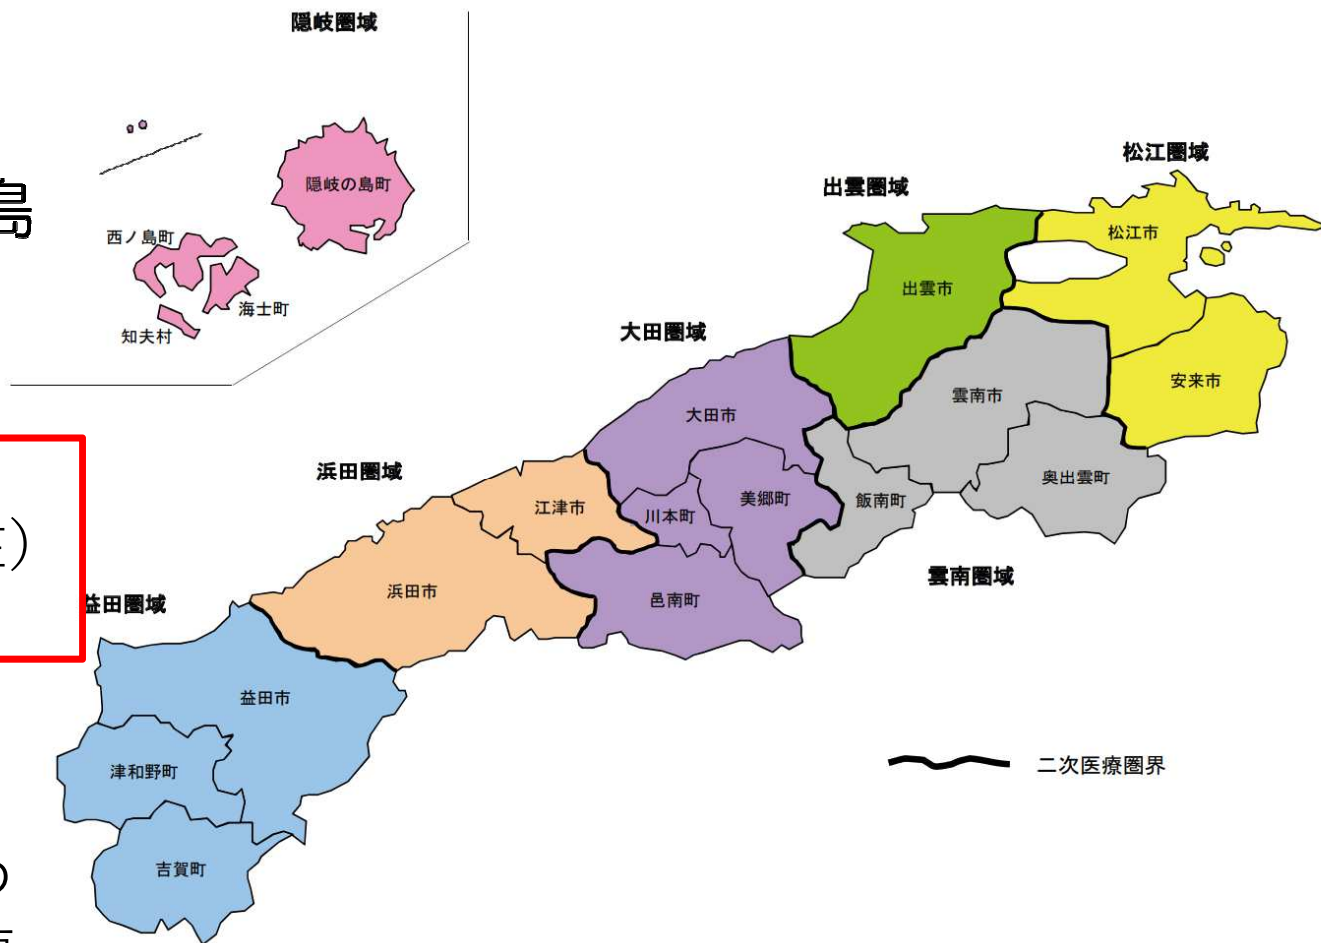 隠岐圏域
島
隠岐の島町
西ノ島町
海士町
知夫村
松江圏域
出雲圏域
松江市
出雲市
大田圏域
安来市
雲南市
大田市
浜田圏域
奥出雲町
美郷町
飯南町
江津市
川本町
雲南圏域
浜田市
邑南町
益田圏域
益田市
津和野町
二次医療圏界
吉賀町
の